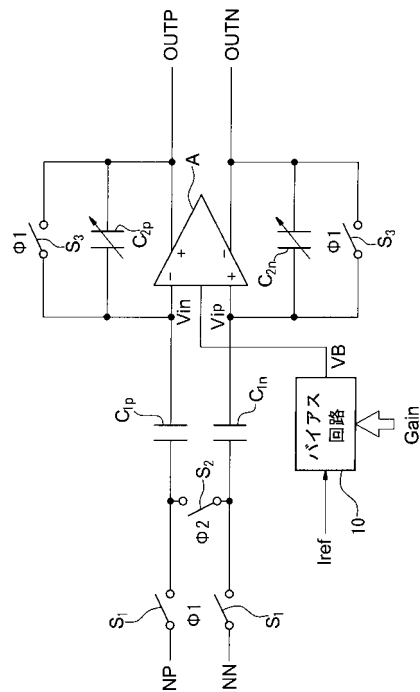 NP
NN
S1
Φ1
S1
Φ2
S2
C1p
C1n
Φ1
S3
C2p
Vin
Vip
A
C2n
Φ1
S3
OUTP
OUTN
VB
バイアス
回路
10
Iref
Gain